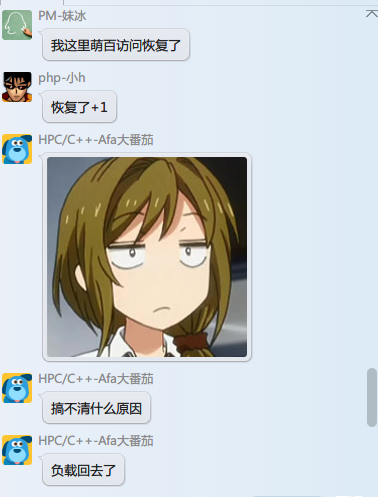 PM-妹冰
我这里萌百访问恢复了
php-小h
恢复了+1
HPC/C++-Afa大番茄
HPC/C++-Afa大番茄
搞不清什么原因
HPC/C++-Afa大番茄
负载回去了